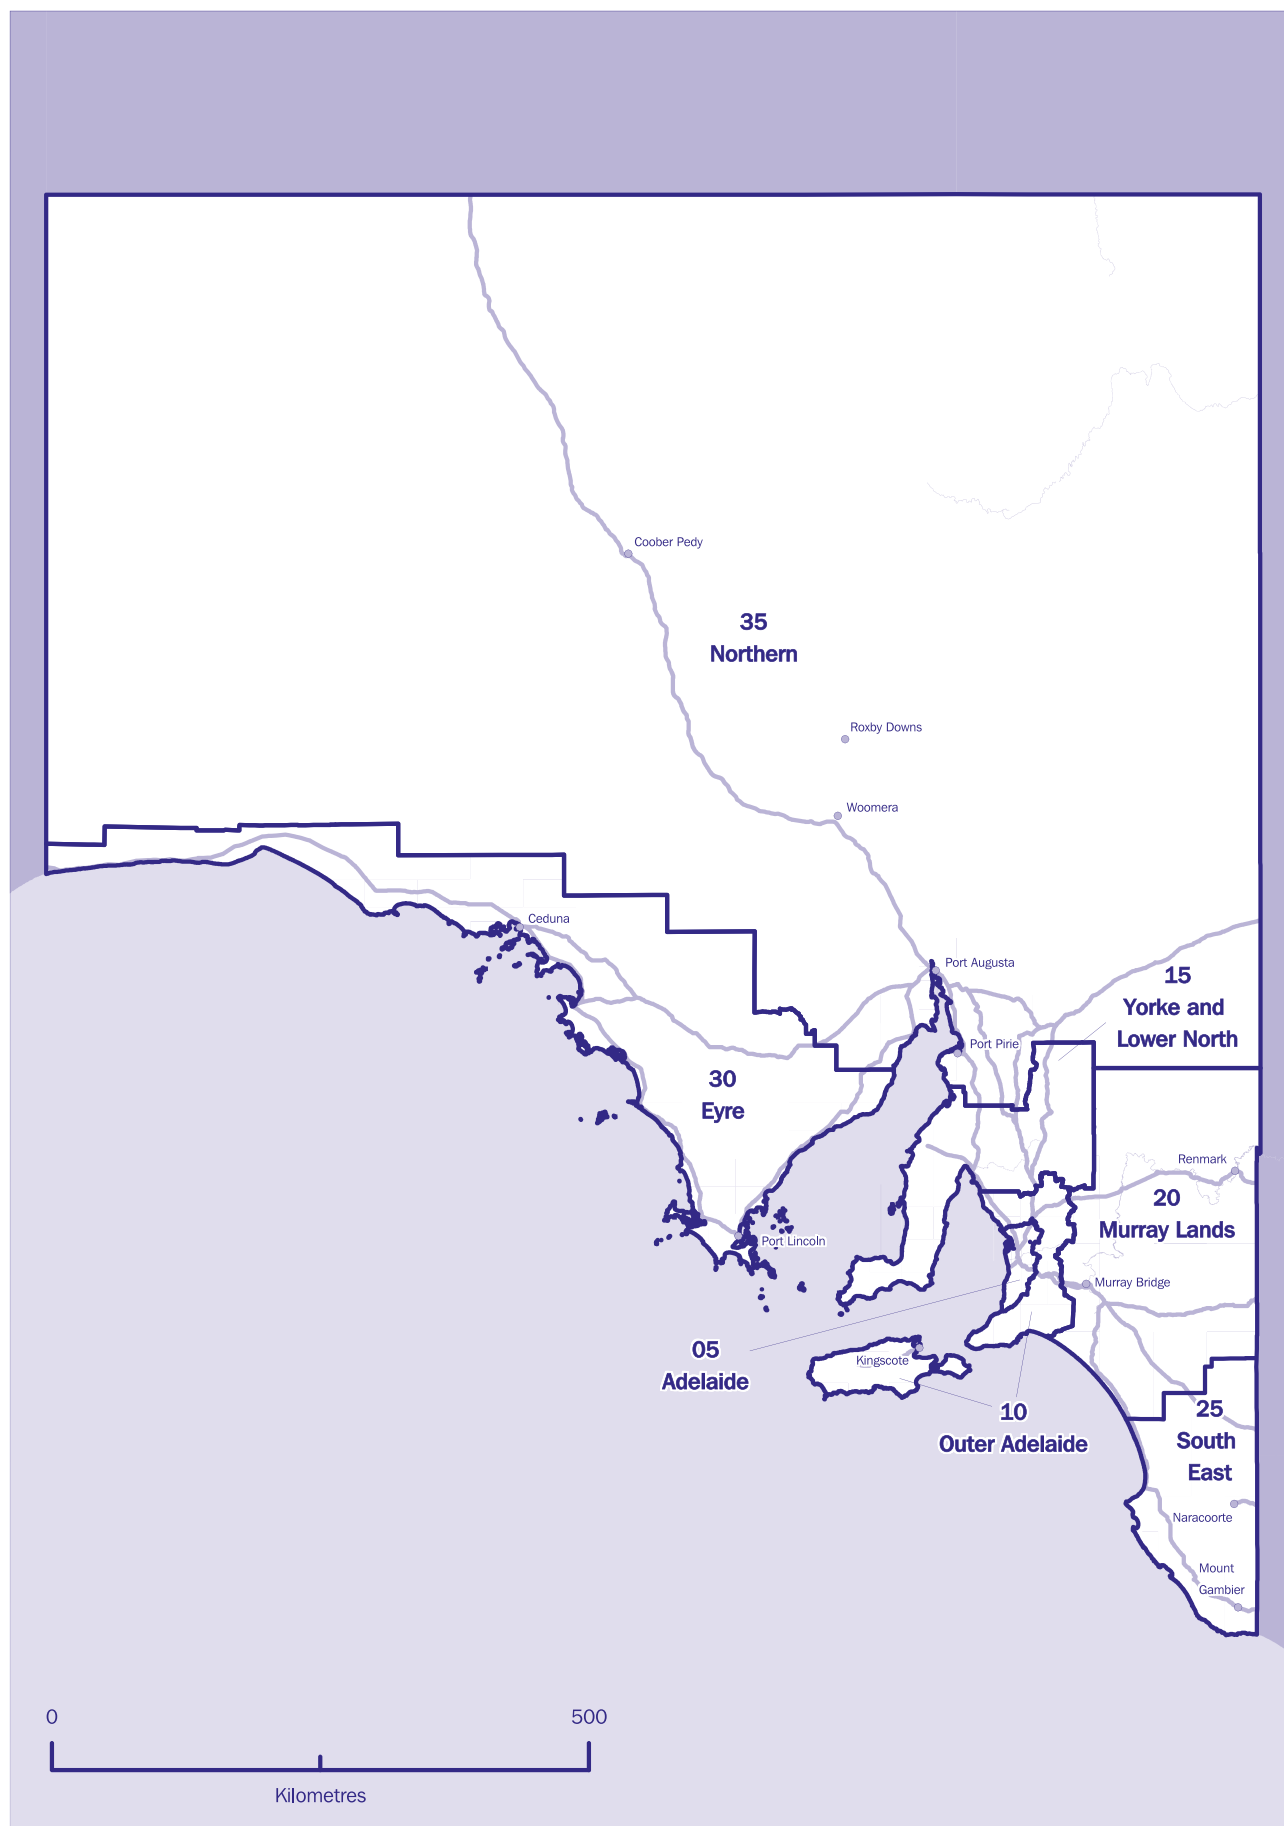 Coober Pedy
35
Northern
Roxby Downs
Woomera
Ceduna
Port Augusta
15
Yorke and
Lower North
Port Pirie
30
Eyre
Renmark
20
Murray Lands
Port Lincoln
Murray Bridge
05
Adelaide
Kingscote
10
Outer Adelaide
25
South
East
Naracoorte
Mount
Gambier
0 500
Kilometres